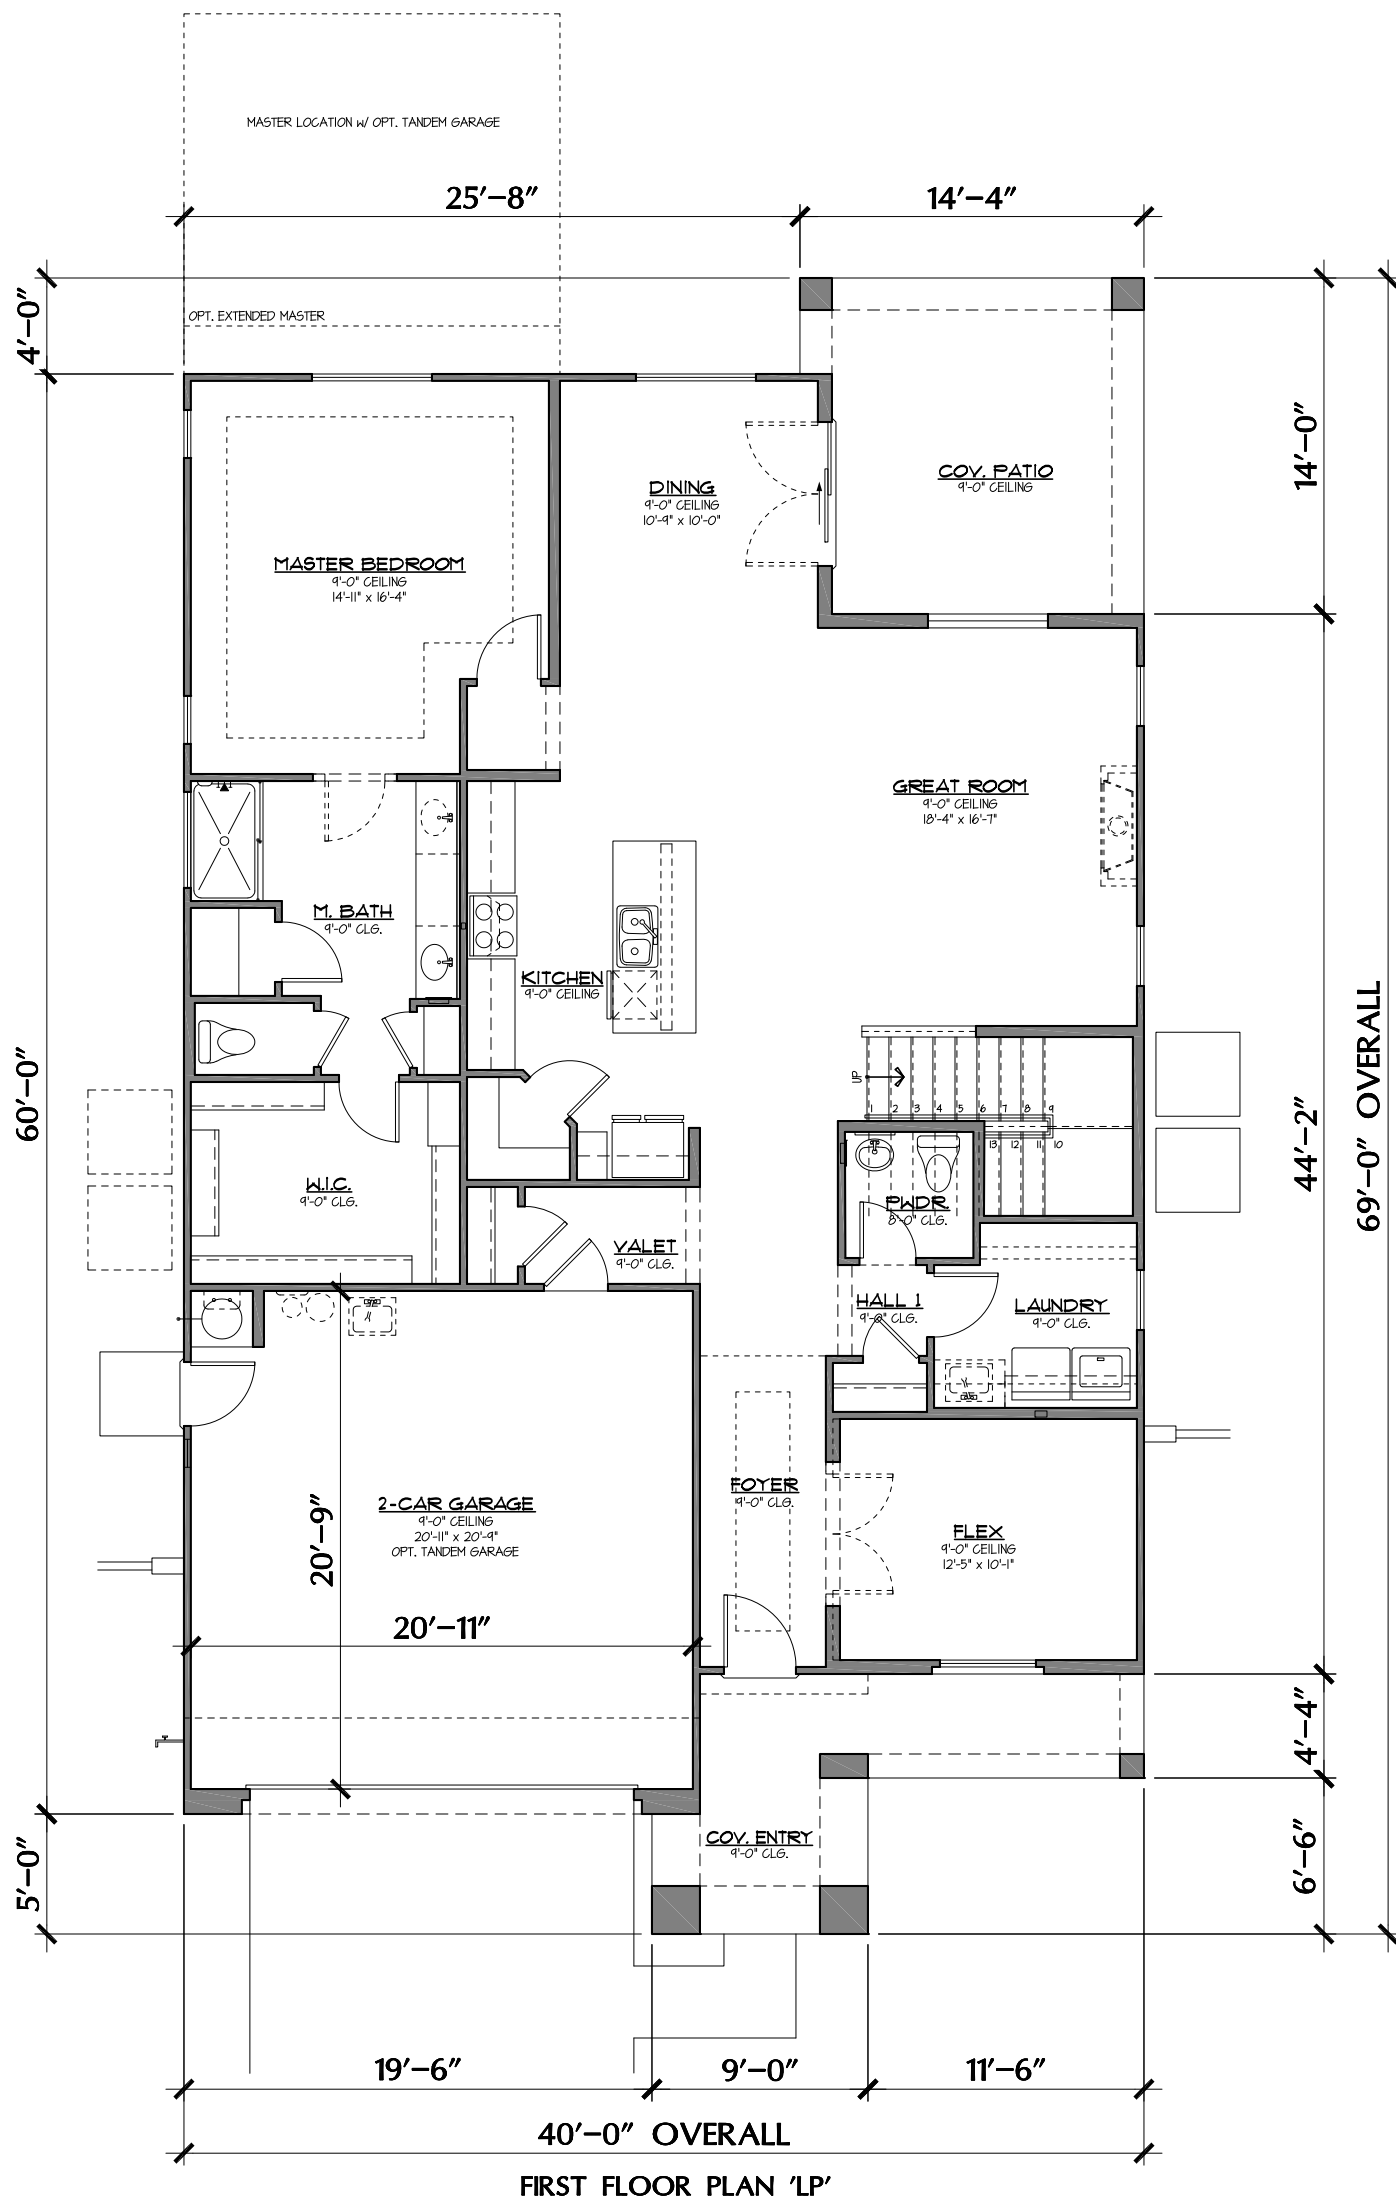 MASTER LOCATION W/ OPT. TANDEM GARAGE
25'-8"
14'-4"
4'-0"
OPT. EXTENDED MASTER
14'-0"
COV. PATIO
9'-0" CEILING
DINING
9'-0" CEILING
10'-9" x 10'-0"
MASTER BEDROOM
9'-0" CEILING
14'-11" x 16'-4"
GREAT ROOM
9'-0" CEILING
18'-4" x 16'-7"
M. BATH
9'-0" CLG.
KITCHEN
9'-0" CEILING
60'-0"
69'-0" OVERALL
44'-2"
UP
1 2 3 4 5 6 7 8 9
13 12 11 10
W.I.C.
9'-0" CLG.
PWDR.
8'-0" CLG.
VALET
9'-0" CLG.
HALL 1
9'-0" CLG.
LAUNDRY
9'-0" CLG.
FOYER
9'-0" CLG.
2-CAR GARAGE
9'-0" CEILING
20'-11" x 20'-9"
OPT. TANDEM GARAGE
20'-9"
FLEX
9'-0" CEILING
12'-5" x 10'-1"
20'-11"
4'-4"
COV. ENTRY
9'-0" CLG.
5'-0"
6'-6"
19'-6"
9'-0"
11'-6"
40'-0" OVERALL
FIRST FLOOR PLAN 'LP'